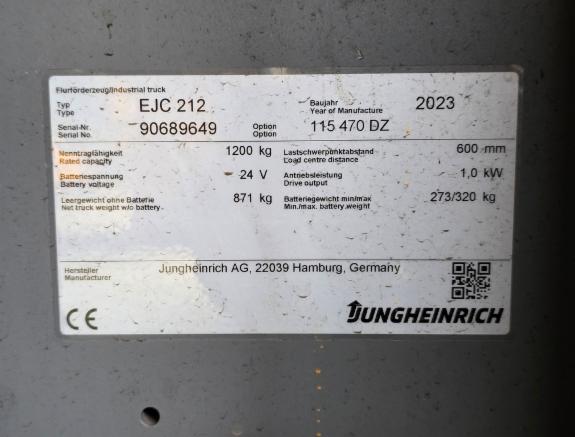 Flurförderzeug/Industrial truck
Typ EJC 212 Baujahr 2023
Type Year of Manufacture
Serial-Nr. 90689649 Option 115 470 DZ
Serial No. Option
Nenntragfähigkeit 1200 kg Lastschwerpunktabstand 600 mm
Rated capacity Load centre distance
Batteriespannung 24 V Antriebsleistung 1,0 kW
Battery voltage Drive output
Leergewicht ohne Batterie 871 kg Batteriegewicht min/max 273/320 kg
Net truck weight w/o battery Min./max. battery weight
Hersteller Jungheinrich AG, 22039 Hamburg, Germany
Manufacturer
CE JUNGHEINRICH